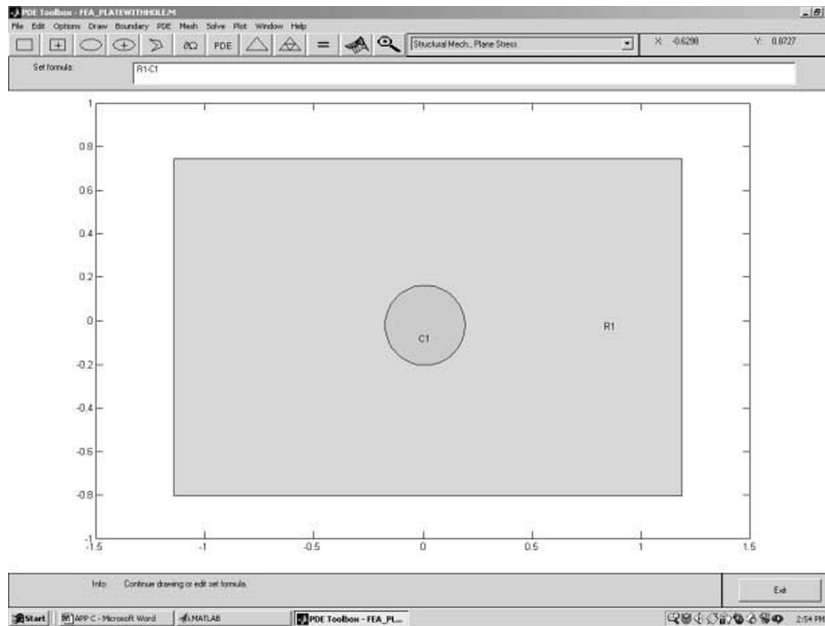 PDE Toolbox - FEA_PLATEWITHHOLE.M
File Edit Options Draw Boundary PDE Mesh Solve Plot Window Help
∂Ω PDE = Structural Mech., Plane Stress X: -0.6298 Y: 0.8727
Set formula: R1-C1
1
0.8
0.6
0.4
0.2
0
-0.2
-0.4
-0.6
-0.8
-1
C1
R1
-1.5 -1 -0.5 0 0.5 1 1.5
Info: Continue drawing or edit set formula. Exit
Start APP C - Microsoft Word MATLAB PDE Toolbox - FEA_PL... 2:54 PM